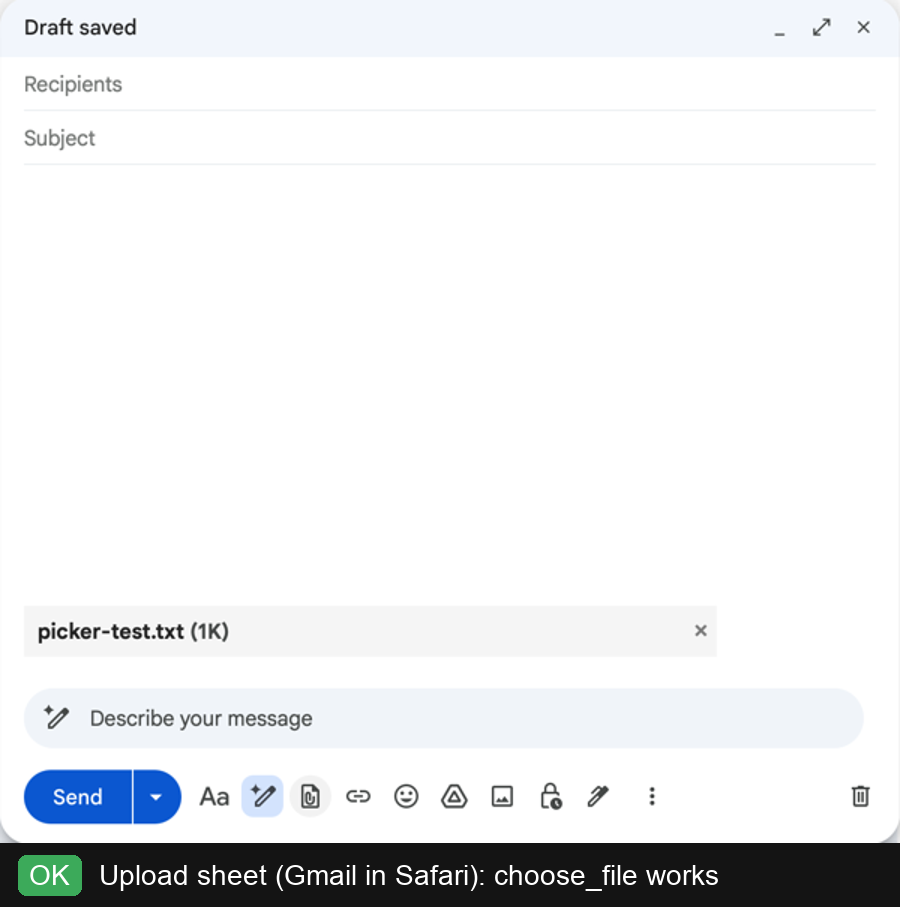 Draft saved
Recipients
Subject
picker-test.txt (1K)
Describe your message
Send Aa
OK Upload sheet (Gmail in Safari): choose_file works